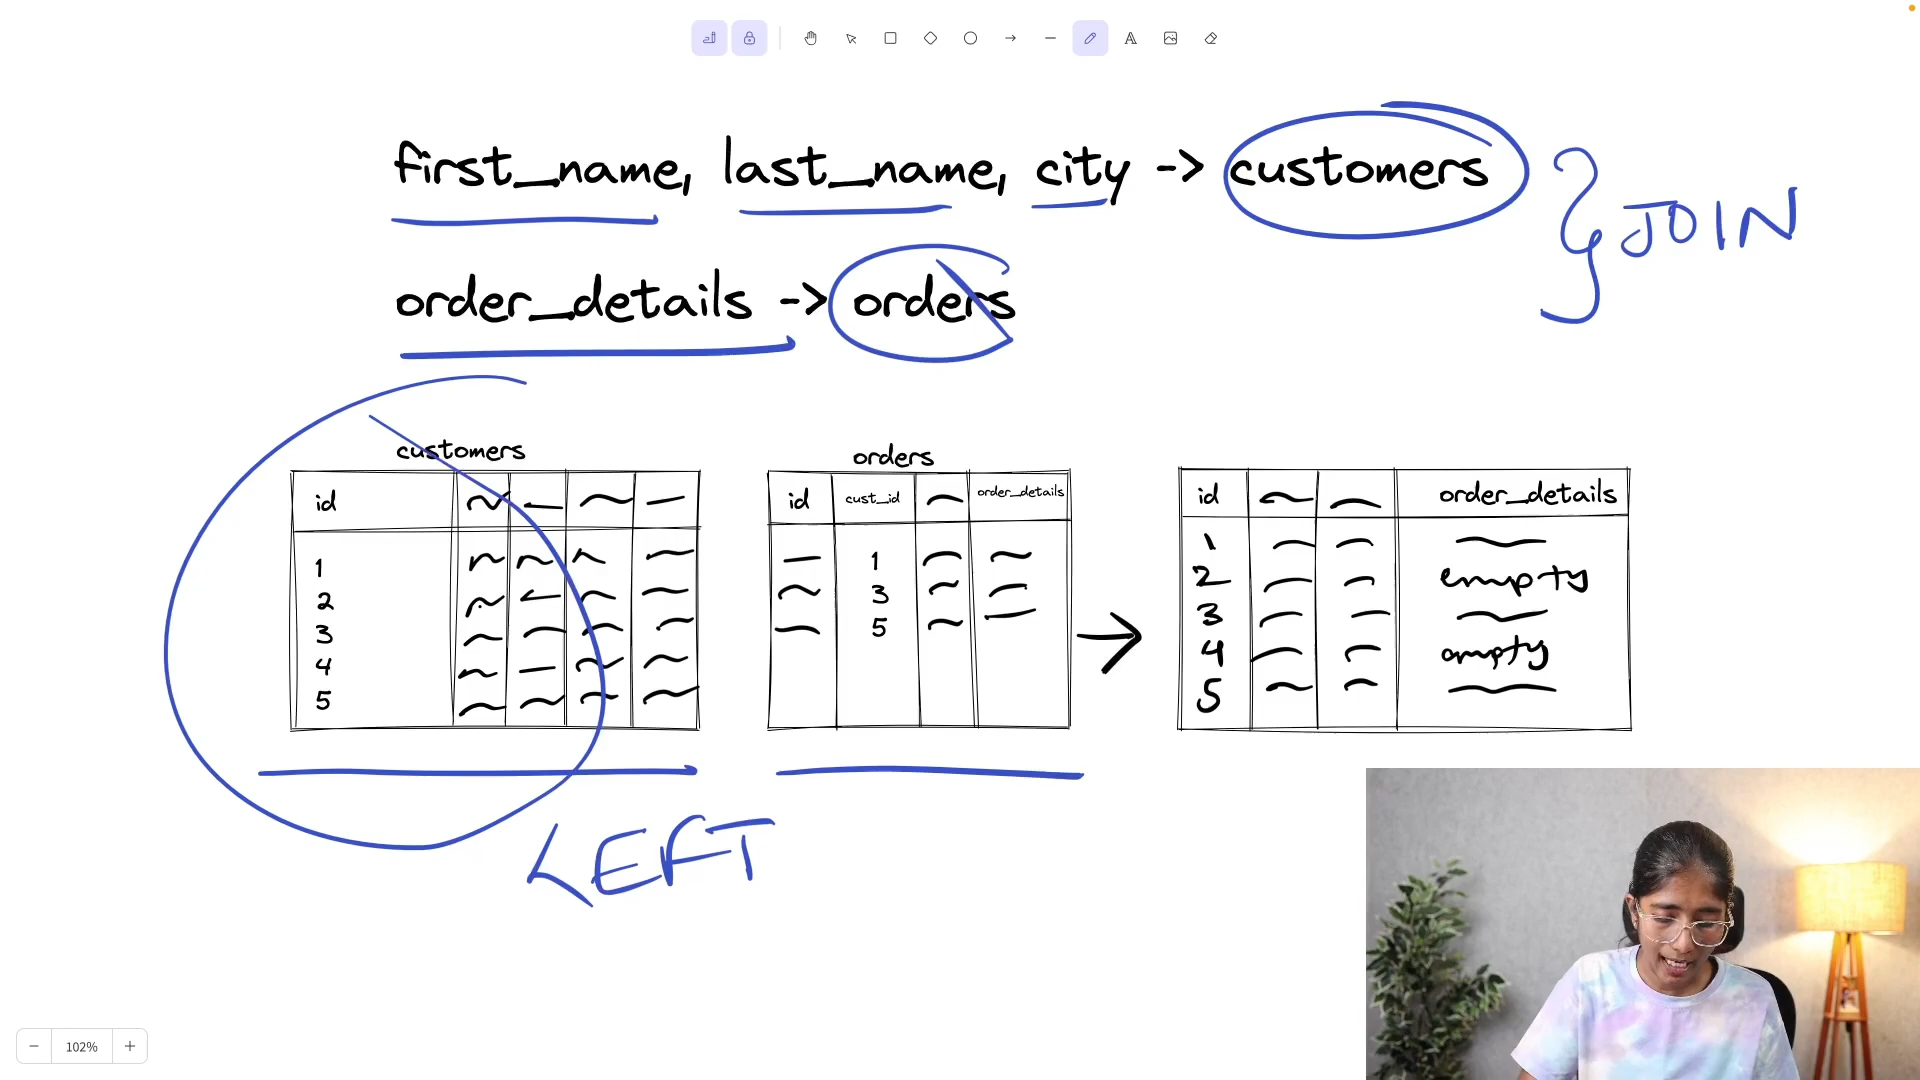 first_name, last_name, city -> customers
JOIN
order_details -> orders
customers
id
1
2
3
4
5
orders
id cust_id order_details
1
3
5
id order_details
1
2 empty
3
4 empty
5
LEFT
102%